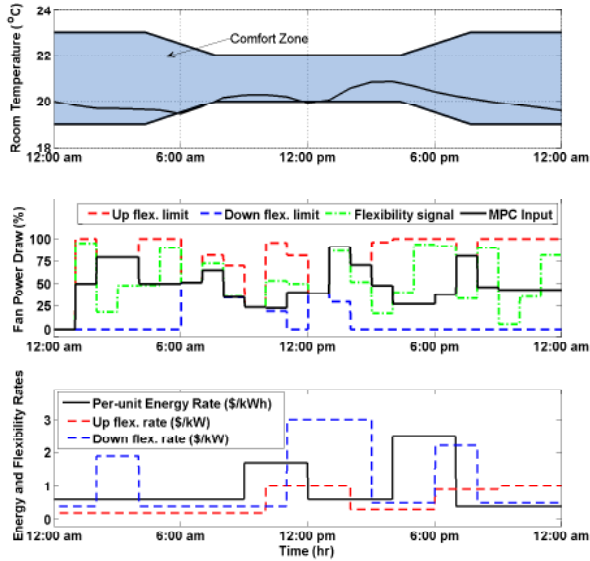 Room Temperature (°C)
24
22
20
18
Comfort Zone
12:00 am 6:00 am 12:00 pm 6:00 pm 12:00 am
Fan Power Draw (%)
Up flex. limit Down flex. limit Flexibility signal MPC Input
100
75
50
25
0
12:00 am 6:00 am 12:00 pm 6:00 pm 12:00 am
Energy and Flexibility Rates
Per-unit Energy Rate ($/kWh)
Up flex. rate ($/kW)
Down flex. rate ($/kW)
3
2
1
0
12:00 am 6:00 am 12:00 pm 6:00 pm 12:00 am
Time (hr)